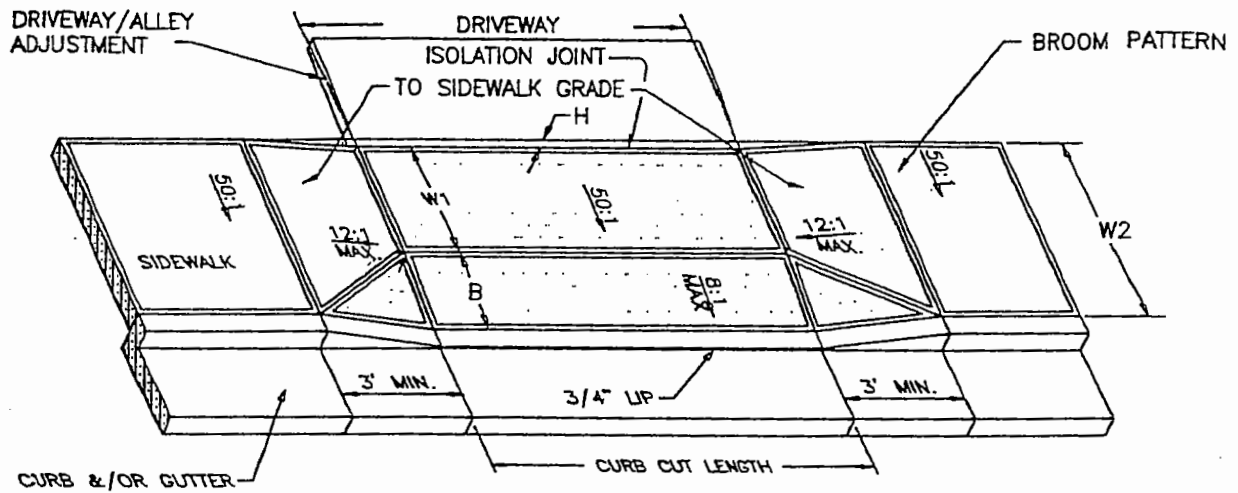 DRIVEWAY/ALLEY
ADJUSTMENT
DRIVEWAY
ISOLATION JOINT
BROOM PATTERN
TO SIDEWALK GRADE
H
50:1
W1
50:1
50:1
W2
12:1
MAX.
12:1
MAX.
SIDEWALK
B
8:1
MAX
3' MIN.
3/4" LIP
3' MIN.
CURB &/OR GUTTER
CURB CUT LENGTH